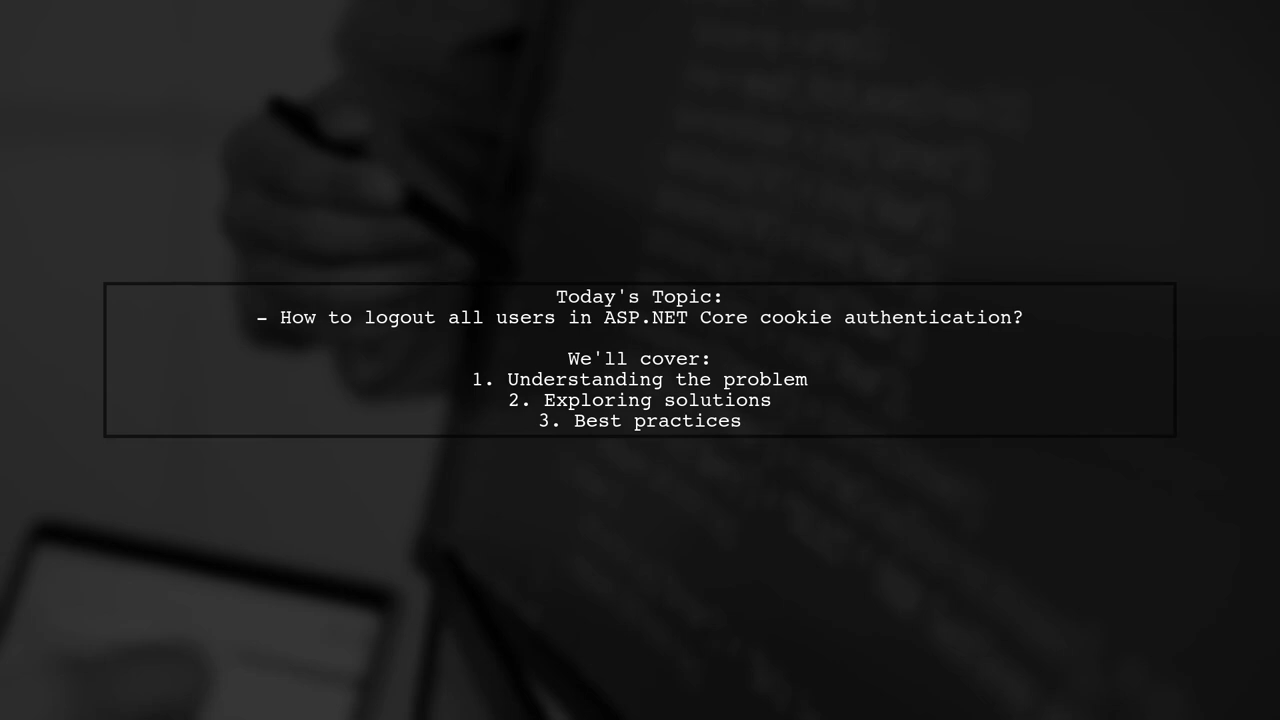 Today's Topic:
- How to logout all users in ASP.NET Core cookie authentication?
We'll cover:
1. Understanding the problem
2. Exploring solutions
3. Best practices